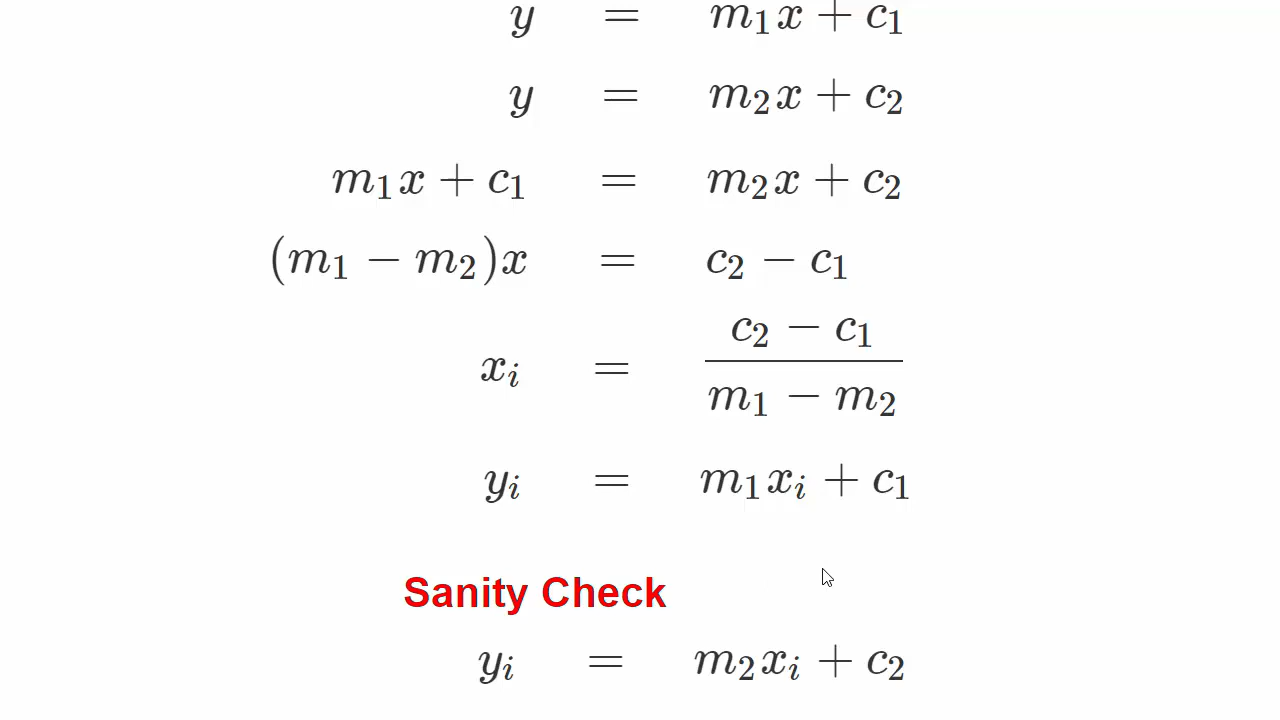 y = m₁x + c₁
y = m₂x + c₂
m₁x + c₁ = m₂x + c₂
(m₁ − m₂)x = c₂ − c₁
xᵢ = (c₂ − c₁) / (m₁ − m₂)
yᵢ = m₁xᵢ + c₁
Sanity Check
yᵢ = m₂xᵢ + c₂